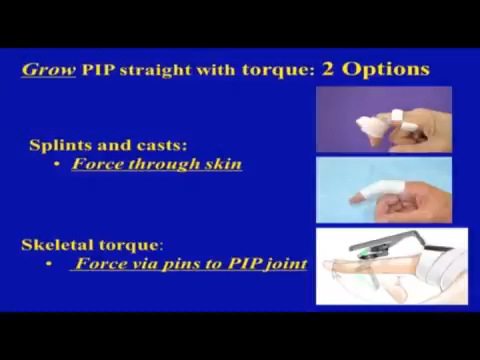 Grow PIP straight with torque: 2 Options
Splints and casts:
• Force through skin
Skeletal torque:
• Force via pins to PIP joint